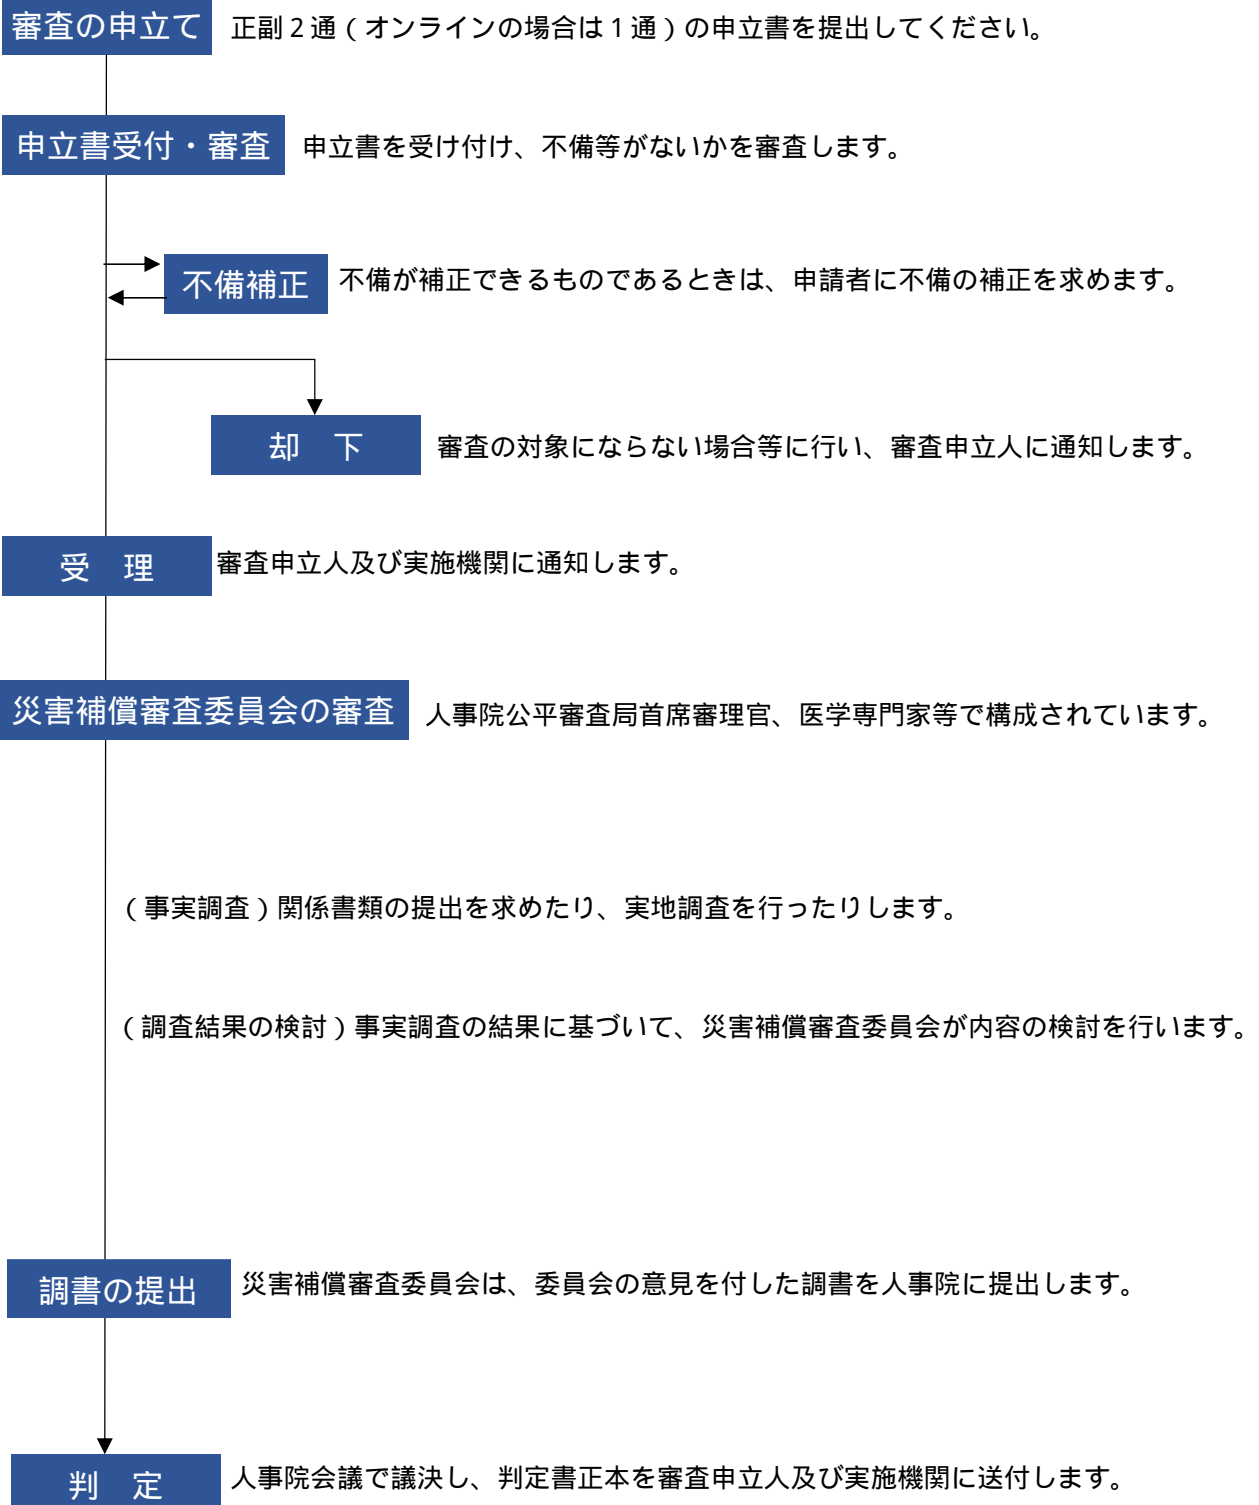 審査の申立て 正副２通（オンラインの場合は１通）の申立書を提出してください。
申立書受付・審査 申立書を受け付け、不備等がないかを審査します。
不備補正 不備が補正できるものであるときは、申請者に不備の補正を求めます。
却　下 審査の対象にならない場合等に行い、審査申立人に通知します。
受　理 審査申立人及び実施機関に通知します。
災害補償審査委員会の審査 人事院公平審査局首席審理官、医学専門家等で構成されています。
（事実調査）関係書類の提出を求めたり、実地調査を行ったりします。
（調査結果の検討）事実調査の結果に基づいて、災害補償審査委員会が内容の検討を行います。
調書の提出 災害補償審査委員会は、委員会の意見を付した調書を人事院に提出します。
判　定 人事院会議で議決し、判定書正本を審査申立人及び実施機関に送付します。